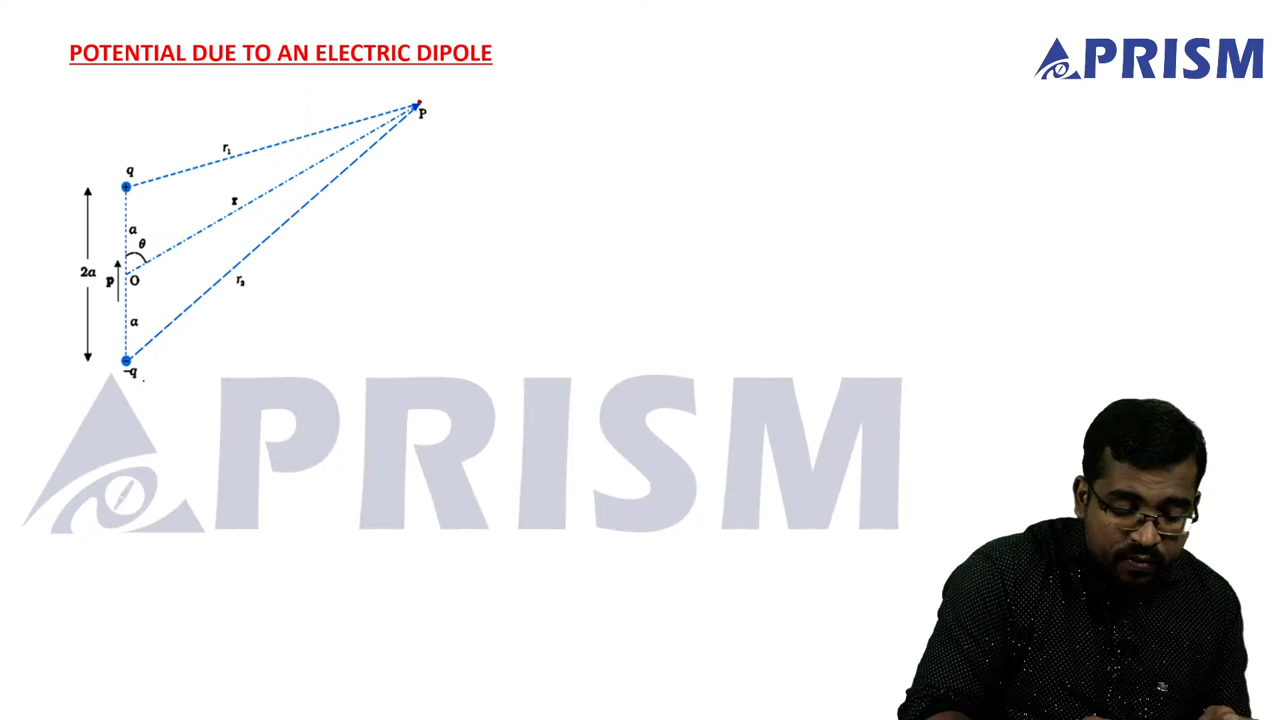 POTENTIAL DUE TO AN ELECTRIC DIPOLE
PRISM
P
r₁
q
r
a
θ
2a
p
O
r₂
a
-q
PRISM